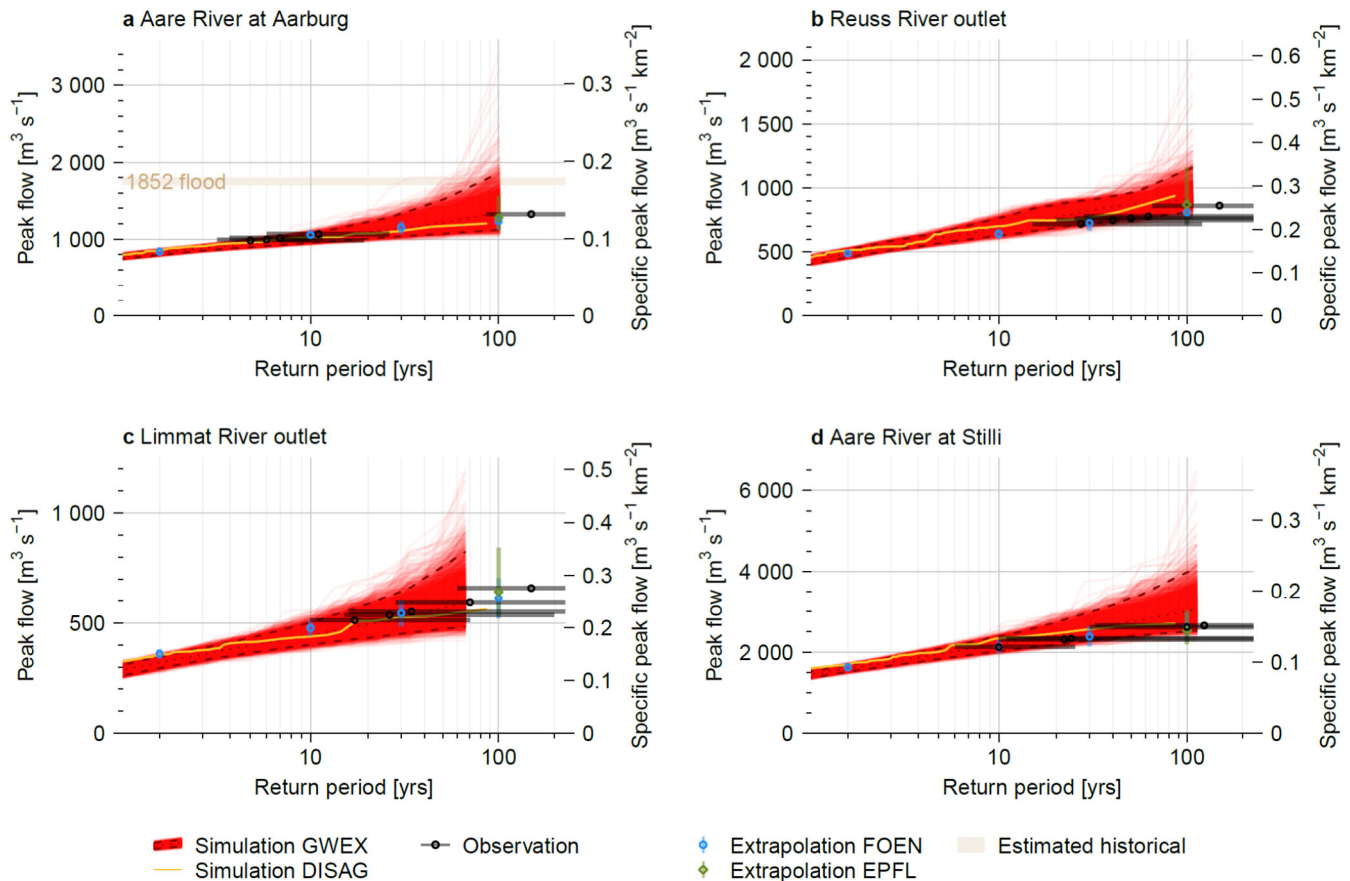 a Aare River at Aarburg
Peak flow [m³ s⁻¹]
3 000
2 000
1 000
0
1852 flood
0.3
0.2
0.1
0
Specific peak flow [m³ s⁻¹ km⁻²]
10
100
Return period [yrs]
b Reuss River outlet
Peak flow [m³ s⁻¹]
2 000
1 500
1 000
500
0
0.6
0.5
0.4
0.3
0.2
0.1
0
Specific peak flow [m³ s⁻¹ km⁻²]
10
100
Return period [yrs]
c Limmat River outlet
Peak flow [m³ s⁻¹]
1 000
500
0
0.5
0.4
0.3
0.2
0.1
0
Specific peak flow [m³ s⁻¹ km⁻²]
10
100
Return period [yrs]
d Aare River at Stilli
Peak flow [m³ s⁻¹]
6 000
4 000
2 000
0
0.3
0.2
0.1
0
Specific peak flow [m³ s⁻¹ km⁻²]
10
100
Return period [yrs]
Simulation GWEX
Observation
Extrapolation FOEN
Estimated historical
Simulation DISAG
Extrapolation EPFL